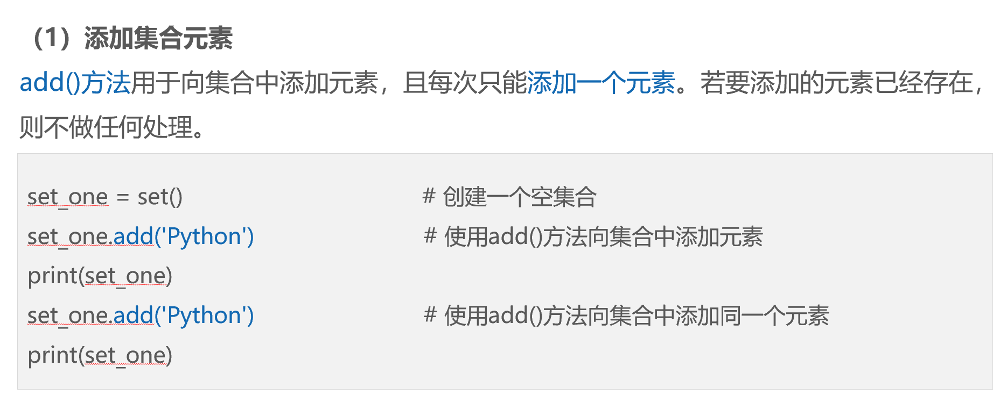 （1）添加集合元素
add()方法用于向集合中添加元素，且每次只能添加一个元素。若要添加的元素已经存在，
则不做任何处理。
set_one = set() # 创建一个空集合
set_one.add('Python') # 使用add()方法向集合中添加元素
print(set_one)
set_one.add('Python') # 使用add()方法向集合中添加同一个元素
print(set_one)